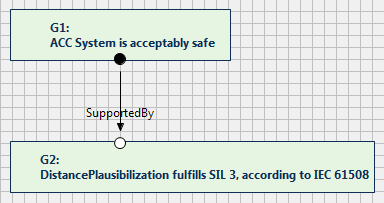 G1:
ACC System is acceptably safe
SupportedBy
G2:
DistancePlausibilization fulfills SIL 3, according to IEC 61508